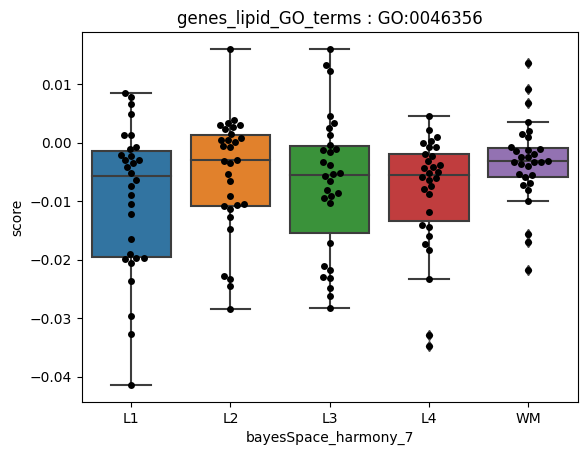 genes_lipid_GO_terms : GO:0046356
0.01
0.00
−0.01
−0.02
−0.03
−0.04
score
L1 L2 L3 L4 WM
bayesSpace_harmony_7